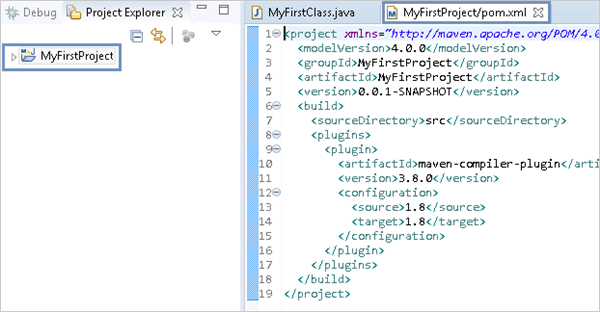 Debug
Project Explorer
MyFirstProject
MyFirstClass.java
MyFirstProject/pom.xml
1 <project xmlns="http://maven.apache.org/POM/4.0
2 <modelVersion>4.0.0</modelVersion>
3 <groupId>MyFirstProject</groupId>
4 <artifactId>MyFirstProject</artifactId>
5 <version>0.0.1-SNAPSHOT</version>
6 <build>
7 <sourceDirectory>src</sourceDirectory>
8 <plugins>
9 <plugin>
10 <artifactId>maven-compiler-plugin</artif
11 <version>3.8.0</version>
12 <configuration>
13 <source>1.8</source>
14 <target>1.8</target>
15 </configuration>
16 </plugin>
17 </plugins>
18 </build>
19 </project>